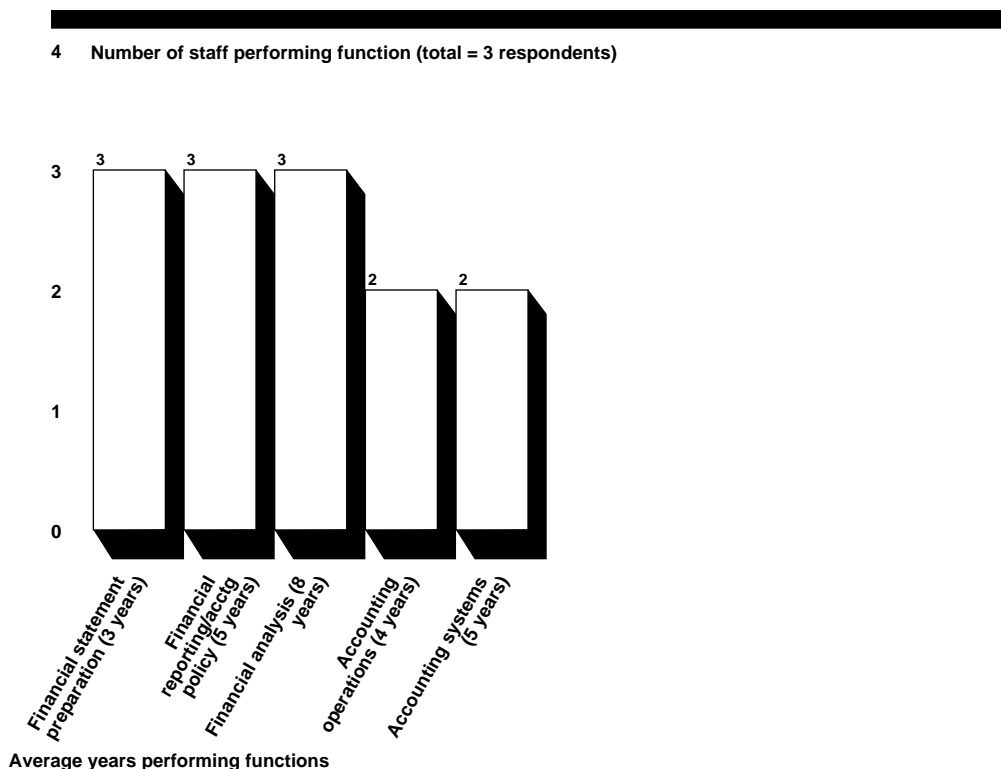 4 Number of staff performing function (total = 3 respondents)
3 3 3
3
2 2
2
1
0
Financial statement
preparation (3 years)
Financial
reporting/acctg
policy (5 years)
Financial analysis (8
years)
Accounting
operations (4 years)
Accounting systems
(5 years)
Average years performing functions